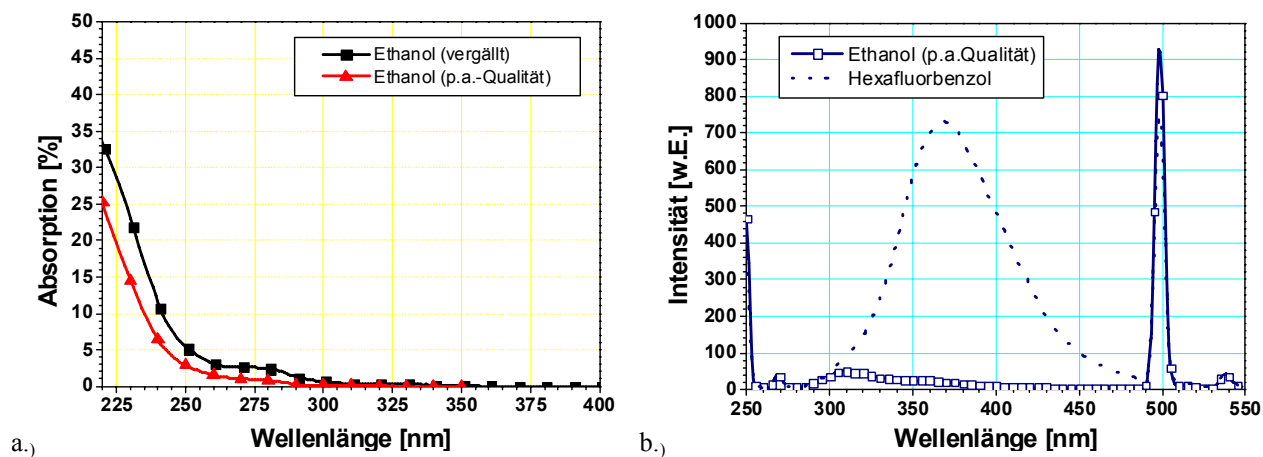 50
45
40
35
30
25
20
15
10
5
0
Absorption [%]
Ethanol (vergällt)
Ethanol (p.a.-Qualität)
225 250 275 300 325 350 375 400
Wellenlänge [nm]
a.)
1000
900
800
700
600
500
400
300
200
100
0
Intensität [w.E.]
Ethanol (p.a.Qualität)
Hexafluorbenzol
250 300 350 400 450 500 550
Wellenlänge [nm]
b.)